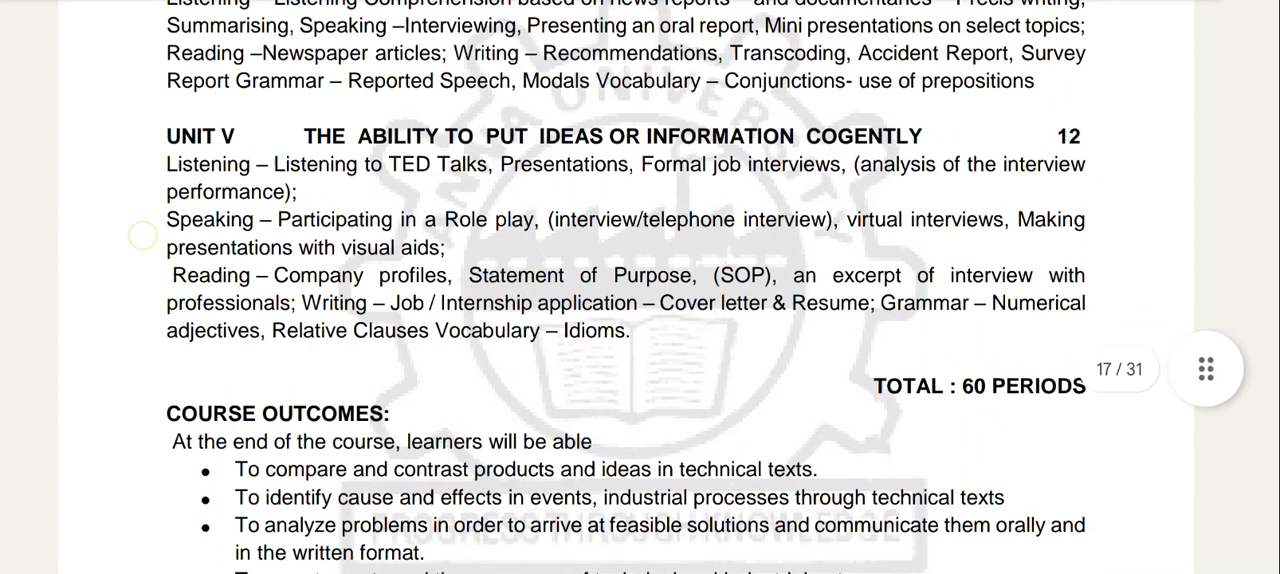 Summarising, Speaking –Interviewing, Presenting an oral report, Mini presentations on select topics;
Reading –Newspaper articles; Writing – Recommendations, Transcoding, Accident Report, Survey
Report Grammar – Reported Speech, Modals Vocabulary – Conjunctions- use of prepositions
UNIT V THE ABILITY TO PUT IDEAS OR INFORMATION COGENTLY 12
Listening – Listening to TED Talks, Presentations, Formal job interviews, (analysis of the interview
performance);
Speaking – Participating in a Role play, (interview/telephone interview), virtual interviews, Making
presentations with visual aids;
Reading – Company profiles, Statement of Purpose, (SOP), an excerpt of interview with
professionals; Writing – Job / Internship application – Cover letter & Resume; Grammar – Numerical
adjectives, Relative Clauses Vocabulary – Idioms.
17 / 31
TOTAL : 60 PERIODS
COURSE OUTCOMES:
At the end of the course, learners will be able
• To compare and contrast products and ideas in technical texts.
• To identify cause and effects in events, industrial processes through technical texts
• To analyze problems in order to arrive at feasible solutions and communicate them orally and
in the written format.
ANNA UNIVERSITY
PROGRESS THROUGH KNOWLEDGE